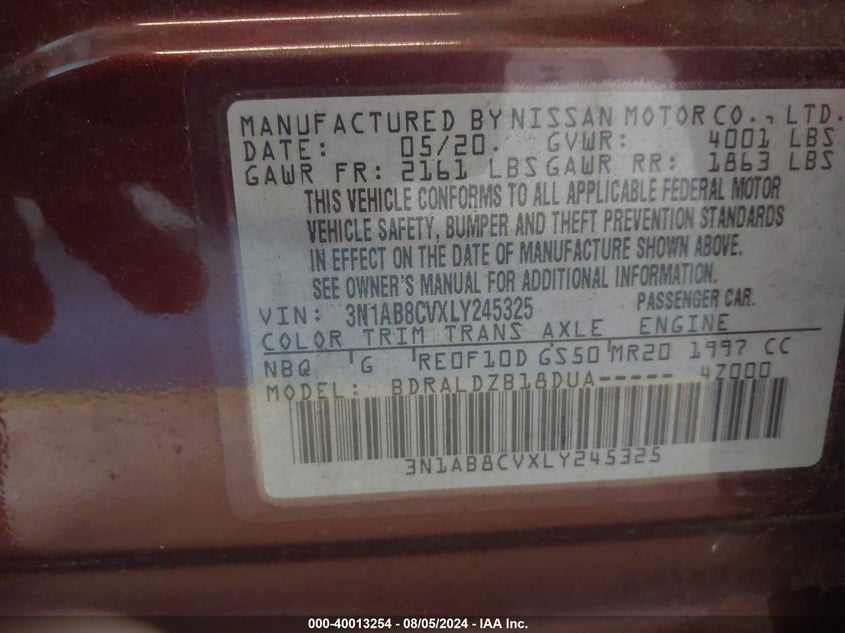 MANUFACTURED BY NISSAN MOTOR CO., LTD.
DATE: 05/20. GVWR: 4001 LBS
GAWR FR: 2161 LBS GAWR RR: 1863 LBS
THIS VEHICLE CONFORMS TO ALL APPLICABLE FEDERAL MOTOR
VEHICLE SAFETY, BUMPER AND THEFT PREVENTION STANDARDS
IN EFFECT ON THE DATE OF MANUFACTURE SHOWN ABOVE.
SEE OWNER'S MANUAL FOR ADDITIONAL INFORMATION.
VIN: 3N1AB8CVXLY245325 PASSENGER CAR.
COLOR TRIM TRANS AXLE ENGINE
NBQ G RE0F10D GS50 MR20 1997 CC
MODEL: BDRALDZB18DUA----- 4Z000
3N1AB8CVXLY245325
000-40013254 - 08/05/2024 - IAA Inc.